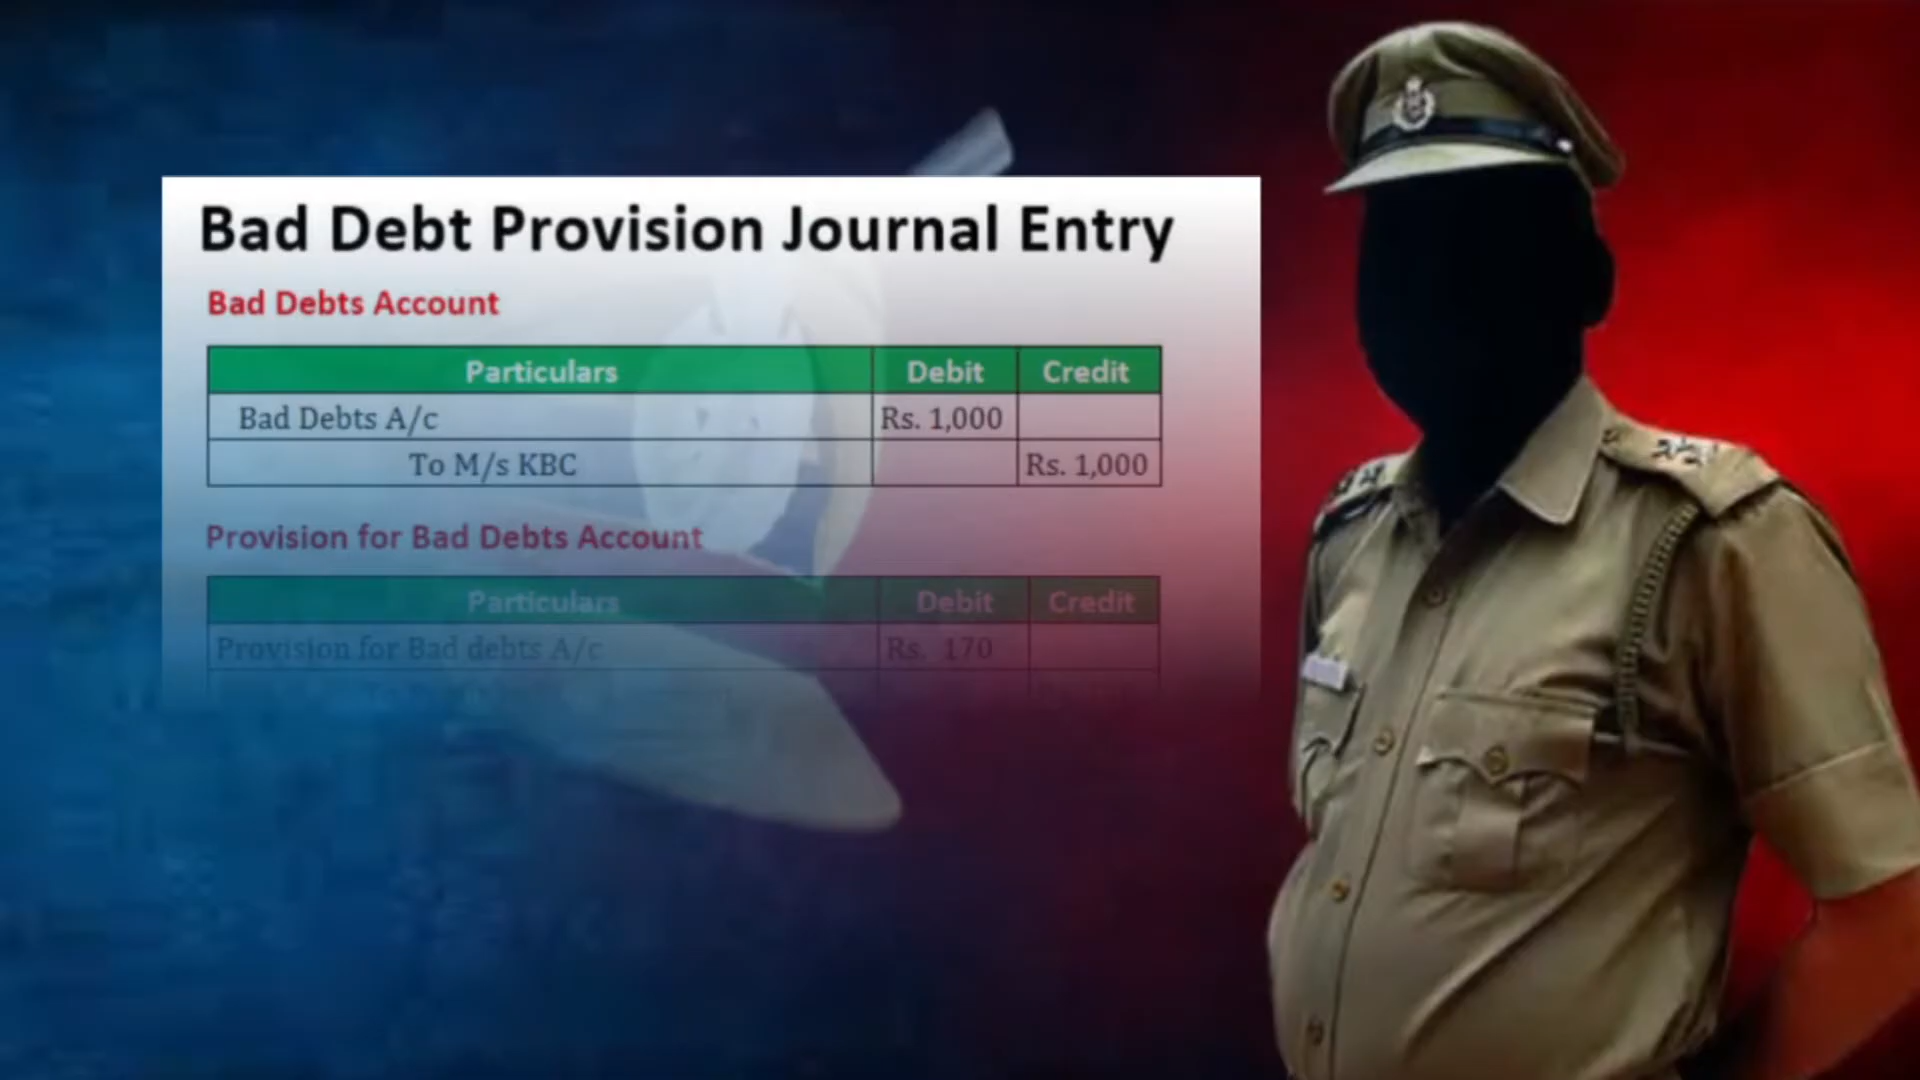 Bad Debt Provision Journal Entry
Bad Debts Account
Particulars Debit Credit
Bad Debts A/c Rs. 1,000
To M/s KBC Rs. 1,000
Provision for Bad Debts Account
Particulars Debit Credit
Provision for Bad debts A/c Rs. 170